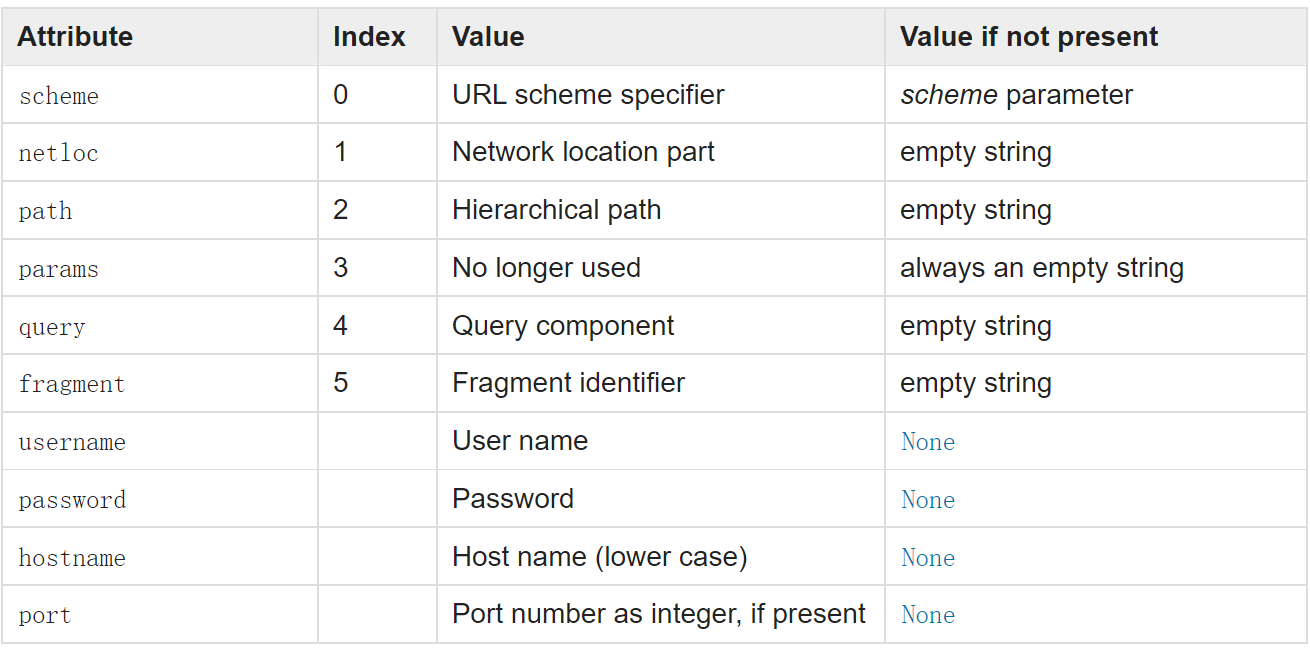 Attribute Index Value Value if not present
scheme 0 URL scheme specifier scheme parameter
netloc 1 Network location part empty string
path 2 Hierarchical path empty string
params 3 No longer used always an empty string
query 4 Query component empty string
fragment 5 Fragment identifier empty string
username User name None
password Password None
hostname Host name (lower case) None
port Port number as integer, if present None